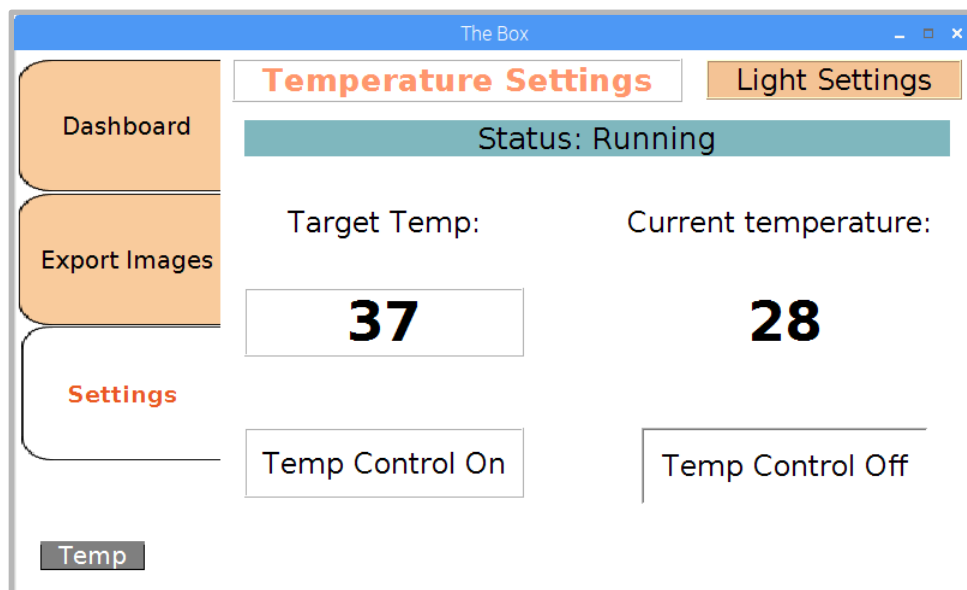 The Box
Temperature Settings Light Settings
Dashboard
Status: Running
Target Temp: Current temperature:
Export Images
37 28
Settings
Temp Control On Temp Control Off
Temp